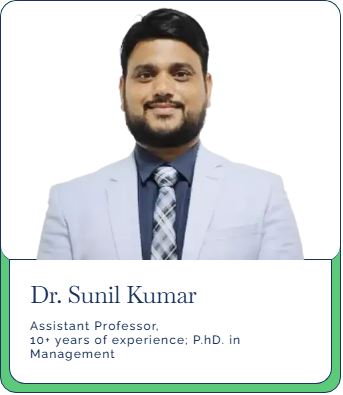 Dr. Sunil Kumar
Assistant Professor,
10+ years of experience; P.hD. in
Management